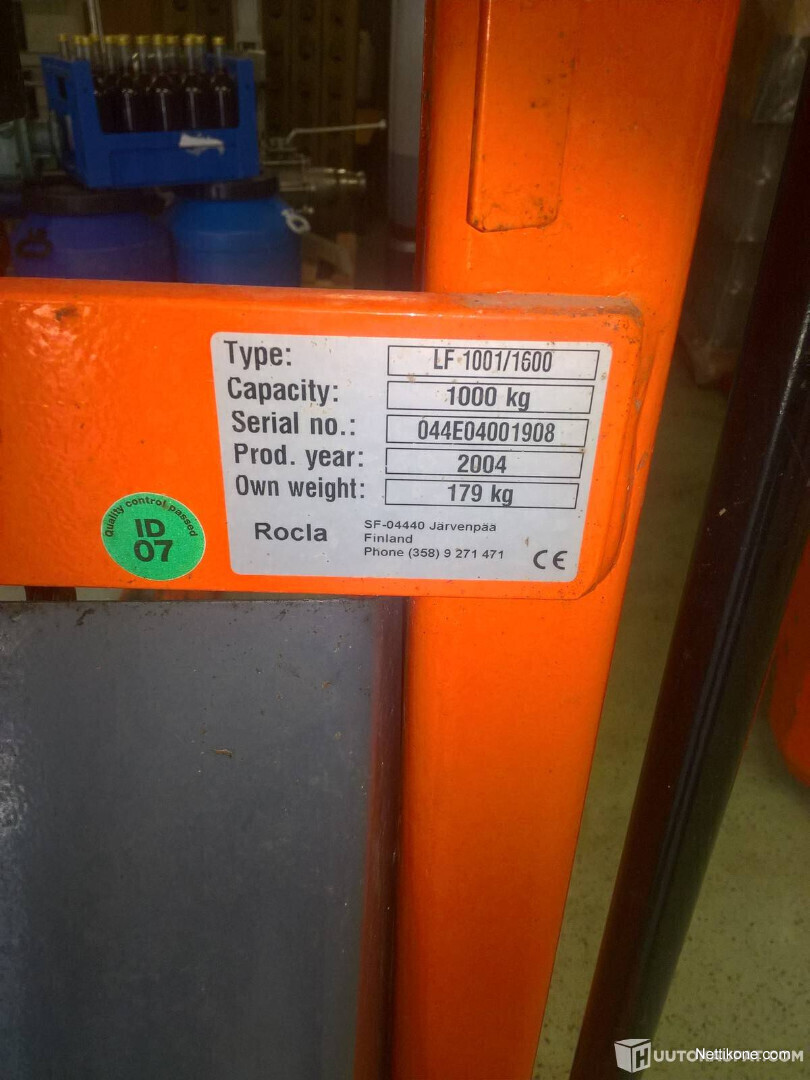 Type: LF 1001/1600
Capacity: 1000 kg
Serial no.: 044E04001908
Prod. year: 2004
Own weight: 179 kg
Quality control passed
ID
07
Rocla
SF-04440 Järvenpää
Finland
Phone (358) 9 271 471
CE
Nettikone.com